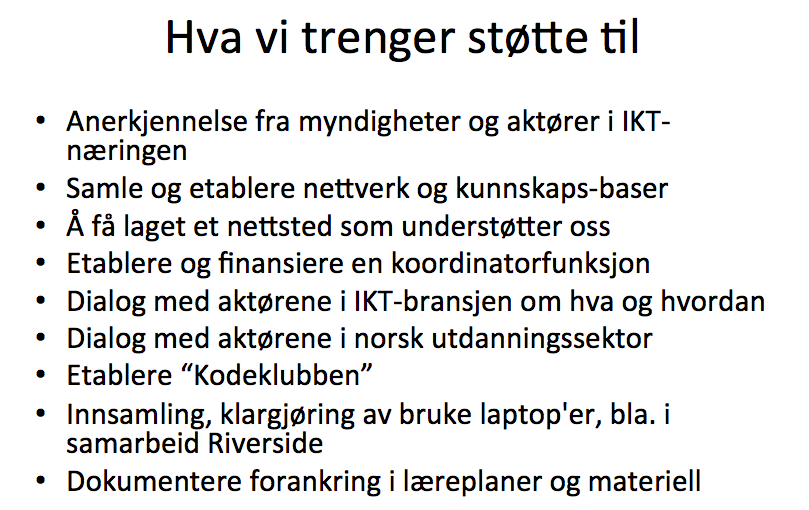 Hva vi trenger støtte til
• Anerkjennelse fra myndigheter og aktører i IKT-
næringen
• Samle og etablere nettverk og kunnskaps-baser
• Å få laget et nettsted som understøtter oss
• Etablere og finansiere en koordinatorfunksjon
• Dialog med aktørene i IKT-bransjen om hva og hvordan
• Dialog med aktørene i norsk utdanningssektor
• Etablere “Kodeklubben”
• Innsamling, klargjøring av bruke laptop'er, bla. i
samarbeid Riverside
• Dokumentere forankring i læreplaner og materiell